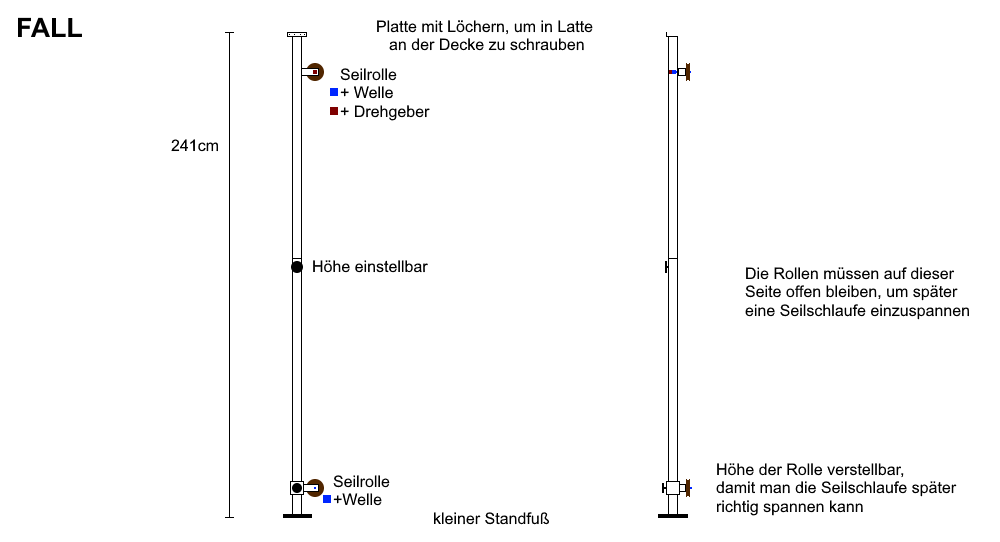 FALL
Platte mit Löchern, um in Latte
an der Decke zu schrauben
Seilrolle
+ Welle
+ Drehgeber
241cm
Höhe einstellbar
Die Rollen müssen auf dieser
Seite offen bleiben, um später
eine Seilschlaufe einzuspannen
Seilrolle
+Welle
Höhe der Rolle verstellbar,
damit man die Seilschlaufe später
richtig spannen kann
kleiner Standfuß